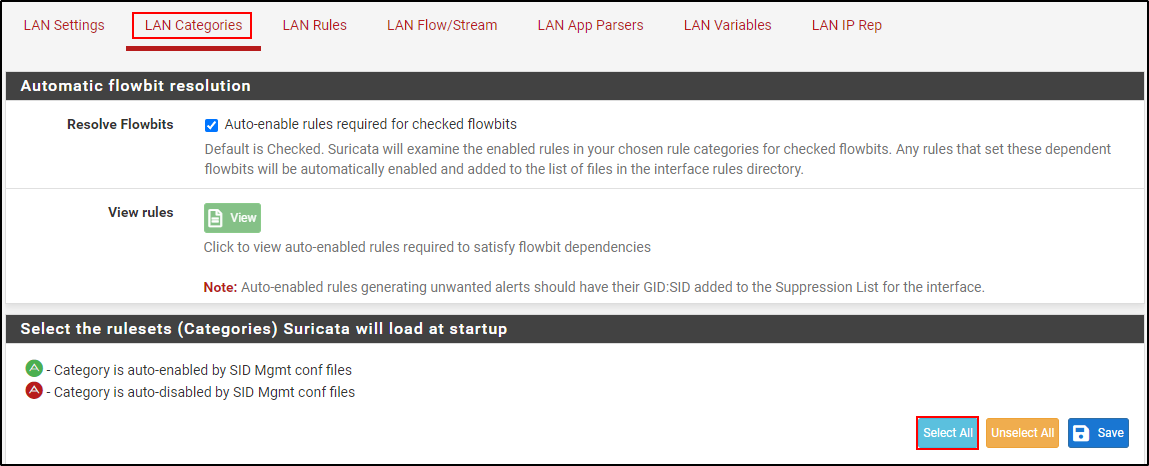 LAN Settings LAN Categories LAN Rules LAN Flow/Stream LAN App Parsers LAN Variables LAN IP Rep
Automatic flowbit resolution
Resolve Flowbits Auto-enable rules required for checked flowbits
Default is Checked. Suricata will examine the enabled rules in your chosen rule categories for checked flowbits. Any rules that set these dependent
flowbits will be automatically enabled and added to the list of files in the interface rules directory.
View rules View
Click to view auto-enabled rules required to satisfy flowbit dependencies
Note: Auto-enabled rules generating unwanted alerts should have their GID:SID added to the Suppression List for the interface.
Select the rulesets (Categories) Suricata will load at startup
- Category is auto-enabled by SID Mgmt conf files
- Category is auto-disabled by SID Mgmt conf files
Select All Unselect All Save